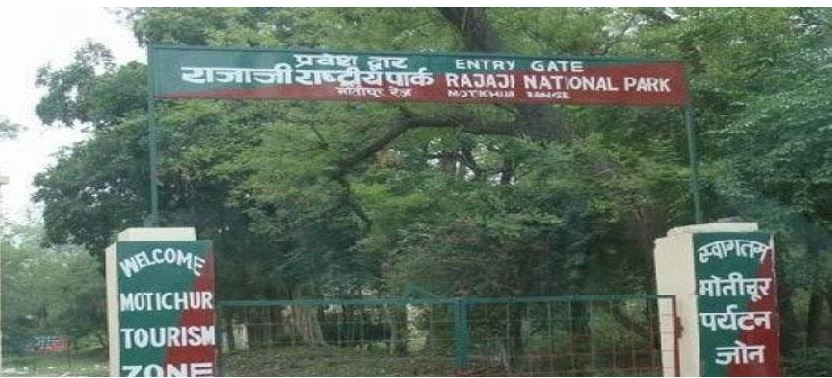 प्रवेश द्वार ENTRY GATE
राजाजी राष्ट्रीय पार्क RAJAJI NATIONAL PARK
मोतीचूर रेंज MOTICHUR RANGE
WELCOME
MOTICHUR
TOURISM
ZONE
स्वागतम
मोतीचूर
पर्यटन
जोन